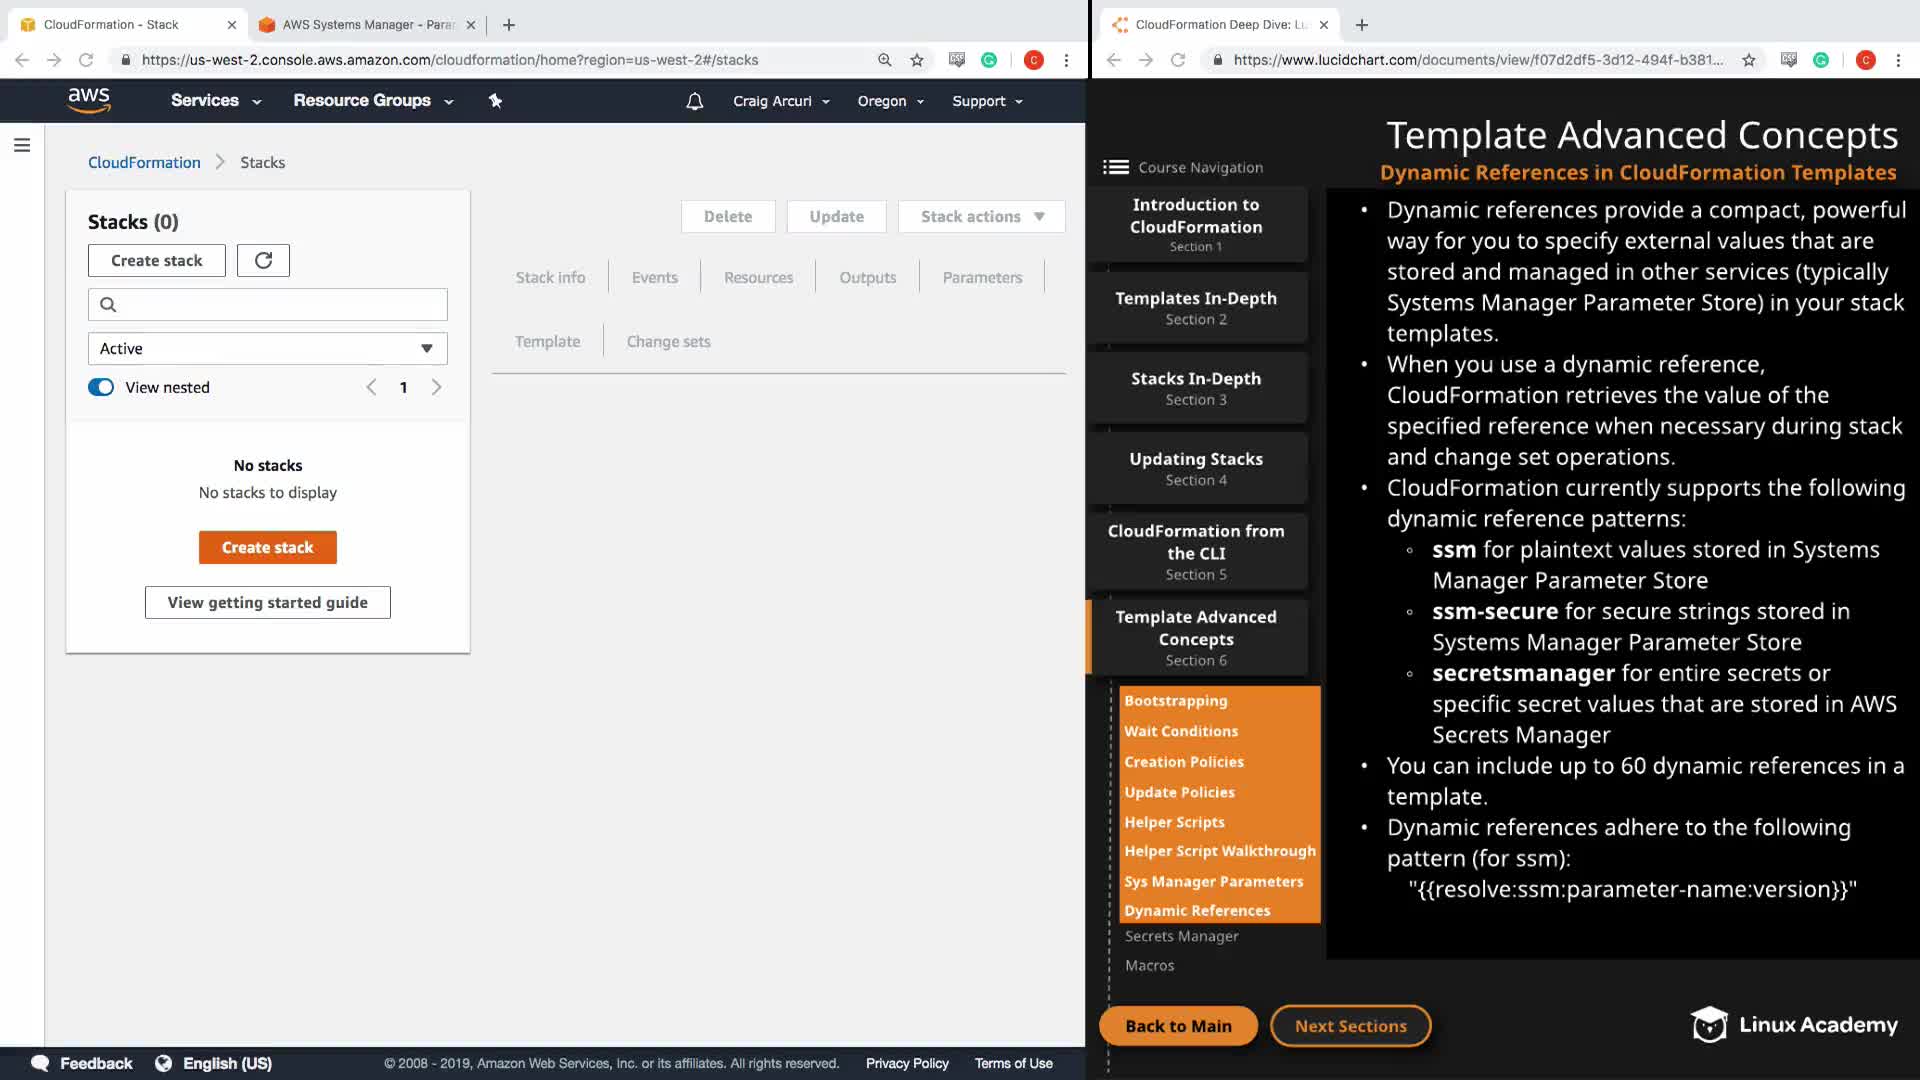 CloudFormation - Stack
AWS Systems Manager - Parar
https://us-west-2.console.aws.amazon.com/cloudformation/home?region=us-west-2#/stacks
C
aws
Services
Resource Groups
Craig Arcuri
Oregon
Support
CloudFormation
Stacks
Stacks (0)
Create stack
Active
View nested
1
No stacks
No stacks to display
Create stack
View getting started guide
Delete
Update
Stack actions
Stack info
Events
Resources
Outputs
Parameters
Template
Change sets
Feedback
English (US)
© 2008 - 2019, Amazon Web Services, Inc. or its affiliates. All rights reserved.
Privacy Policy
Terms of Use
CloudFormation Deep Dive: Lu
https://www.lucidchart.com/documents/view/f07d2df5-3d12-494f-b381...
C
Template Advanced Concepts
Dynamic References in CloudFormation Templates
Course Navigation
Introduction to
CloudFormation
Section 1
Templates In-Depth
Section 2
Stacks In-Depth
Section 3
Updating Stacks
Section 4
CloudFormation from
the CLI
Section 5
Template Advanced
Concepts
Section 6
Bootstrapping
Wait Conditions
Creation Policies
Update Policies
Helper Scripts
Helper Script Walkthrough
Sys Manager Parameters
Dynamic References
Secrets Manager
Macros
• Dynamic references provide a compact, powerful
way for you to specify external values that are
stored and managed in other services (typically
Systems Manager Parameter Store) in your stack
templates.
• When you use a dynamic reference,
CloudFormation retrieves the value of the
specified reference when necessary during stack
and change set operations.
• CloudFormation currently supports the following
dynamic reference patterns:
◦ ssm for plaintext values stored in Systems
Manager Parameter Store
◦ ssm-secure for secure strings stored in
Systems Manager Parameter Store
◦ secretsmanager for entire secrets or
specific secret values that are stored in AWS
Secrets Manager
• You can include up to 60 dynamic references in a
template.
• Dynamic references adhere to the following
pattern (for ssm):
"{{resolve:ssm:parameter-name:version}}"
Back to Main
Next Sections
Linux Academy